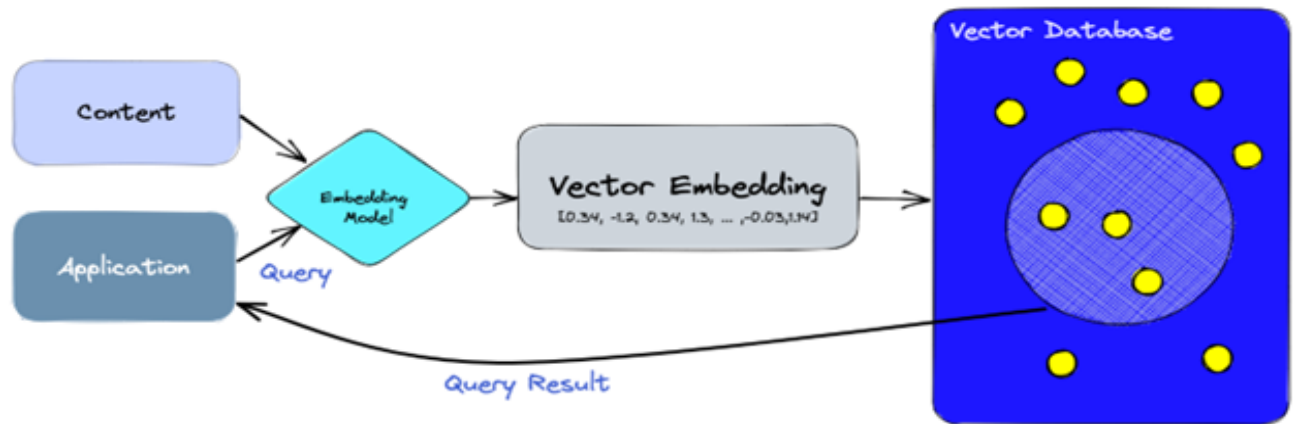 Vector Database
Content
Embedding
Model
Vector Embedding
[0.34, -1.2, 0.34, 1.3, ... ,-0.03,1.14]
Application
Query
Query Result